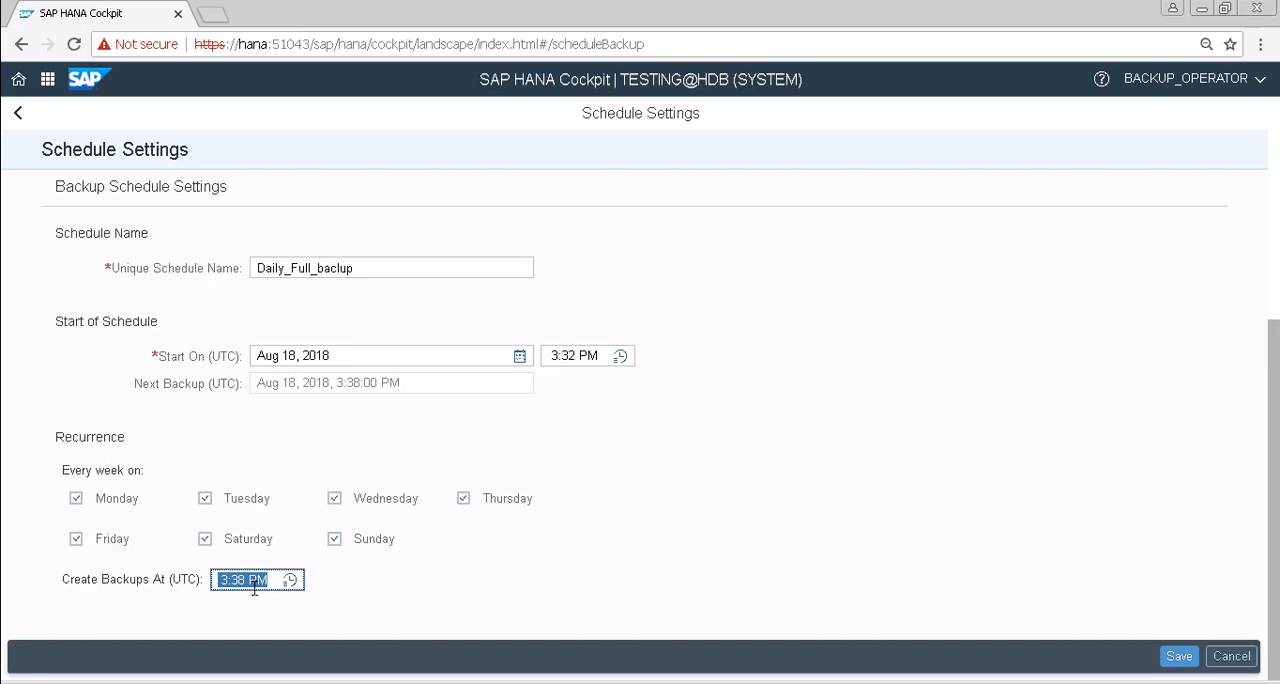 SAP HANA Cockpit
Not secure https://hana:51043/sap/hana/cockpit/landscape/index.html#/scheduleBackup
SAP SAP HANA Cockpit | TESTING@HDB (SYSTEM) BACKUP_OPERATOR
Schedule Settings
Schedule Settings
Backup Schedule Settings
Schedule Name
*Unique Schedule Name: Daily_Full_baclup
Start of Schedule
*Start On (UTC): Aug 18, 2018 3:32 PM
Next Backup (UTC): Aug 18, 2018, 3:38:00 PM
Recurrence
Every week on:
Monday Tuesday Wednesday Thursday
Friday Saturday Sunday
Create Backups At (UTC): 3:38 PM
Save Cancel